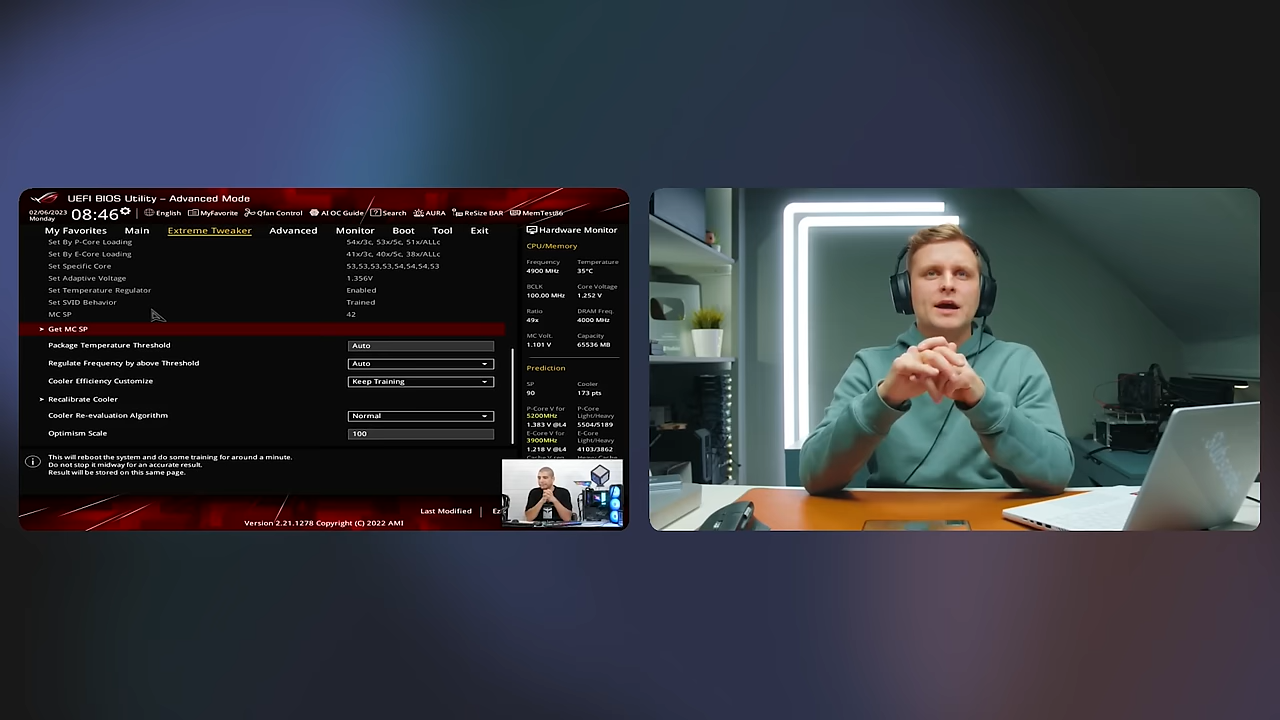 UEFI BIOS Utility – Advanced Mode
02/06/2023
Monday
08:46
English
MyFavorite
Qfan Control
AI OC Guide
Search
AURA
ReSize BAR
MemTest86
My Favorites
Main
Extreme Tweaker
Advanced
Monitor
Boot
Tool
Exit
Set By P-Core Loading 54x/3c, 53x/5c, 51x/ALLc
Set By E-Core Loading 41x/3c, 40x/5c, 38x/ALLc
Set Specific Core 53,53,53,53,54,54,54,53
Set Adaptive Voltage 1.356V
Set Temperature Regulator Enabled
Set SVID Behavior Trained
MC SP 42
Get MC SP
Package Temperature Threshold Auto
Regulate Frequency by above Threshold Auto
Cooler Efficiency Customize Keep Training
Recalibrate Cooler
Cooler Re-evaluation Algorithm Normal
Optimism Scale 100
This will reboot the system and do some training for around a minute.
Do not stop it midway for an accurate result.
Result will be stored on this same page.
Last Modified
Ez
Version 2.21.1278 Copyright (C) 2022 AMI
Hardware Monitor
CPU/Memory
Frequency Temperature
4900 MHz 35°C
BCLK Core Voltage
100.00 MHz 1.252 V
Ratio DRAM Freq.
49x 4000 MHz
MC Volt. Capacity
1.101 V 65536 MB
Prediction
SP Cooler
90 173 pts
P-Core V for P-Core
5200MHz Light/Heavy
1.383 V @L4 5504/5189
E-Core V for E-Core
3900MHz Light/Heavy
1.218 V @L4 4103/3862